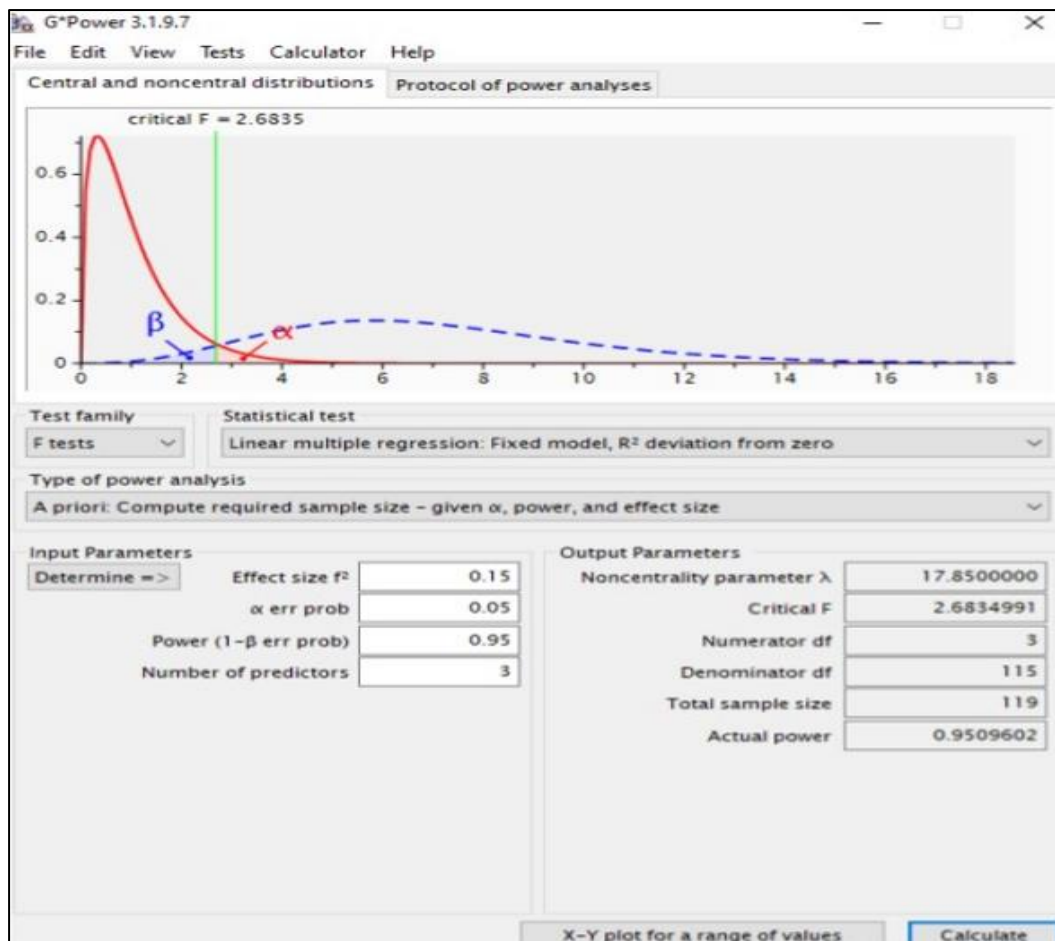 G*Power 3.1.9.7
File Edit View Tests Calculator Help
Central and noncentral distributions Protocol of power analyses
critical F = 2.6835
0.6
0.4
0.2
0
β
α
0 2 4 6 8 10 12 14 16 18
Test family Statistical test
F tests Linear multiple regression: Fixed model, R² deviation from zero
Type of power analysis
A priori: Compute required sample size – given α, power, and effect size
Input Parameters Output Parameters
Determine => Effect size f² 0.15 Noncentrality parameter λ 17.8500000
α err prob 0.05 Critical F 2.6834991
Power (1-β err prob) 0.95 Numerator df 3
Number of predictors 3 Denominator df 115
Total sample size 119
Actual power 0.9509602
X-Y plot for a range of values Calculate